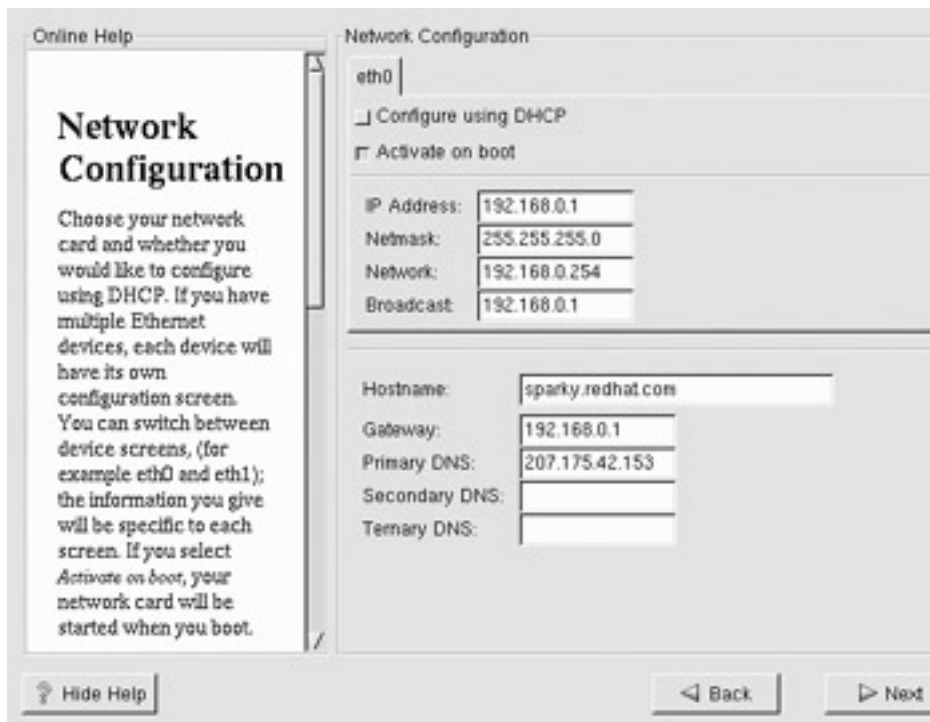 Online Help
Network
Configuration
Choose your network
card and whether you
would like to configure
using DHCP. If you have
multiple Ethernet
devices, each device will
have its own
configuration screen.
You can switch between
device screens, (for
example eth0 and eth1);
the information you give
will be specific to each
screen. If you select
Activate on boot, your
network card will be
started when you boot.
Network Configuration
eth0
Configure using DHCP
Activate on boot
IP Address: 192.168.0.1
Netmask: 255.255.255.0
Network: 192.168.0.254
Broadcast: 192.168.0.1
Hostname: sparky.redhat.com
Gateway: 192.168.0.1
Primary DNS: 207.175.42.153
Secondary DNS:
Ternary DNS:
Hide Help
Back
Next